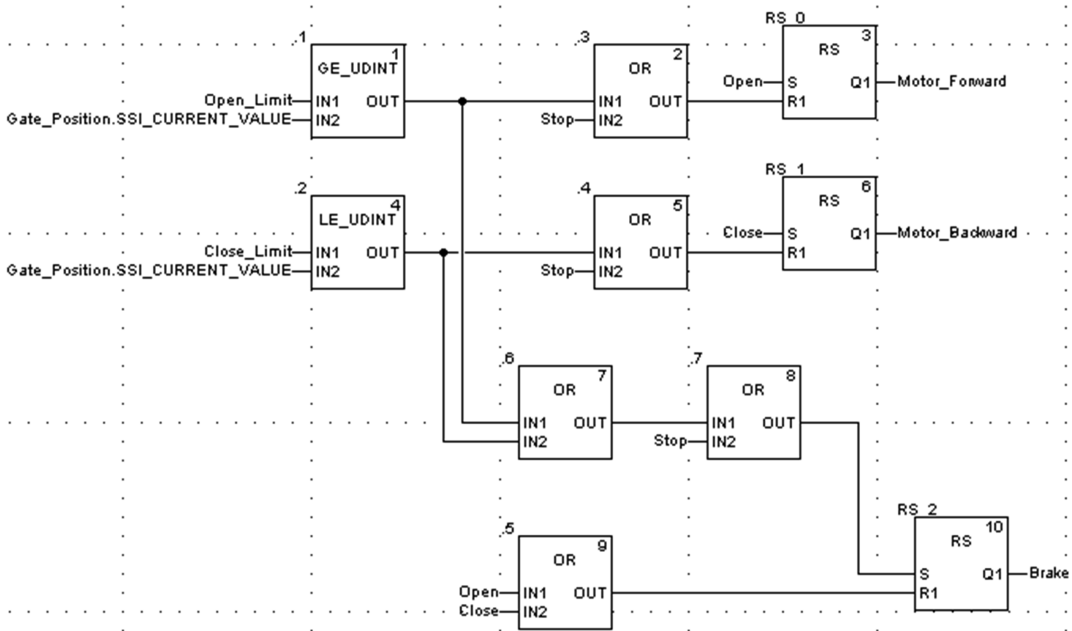 RS_0
.1 .3
1 2 3
GE_UDINT OR RS
Open S Q1 Motor_Forward
Open_Limit IN1 OUT IN1 OUT R1
Gate_Position.SSI_CURRENT_VALUE IN2 Stop IN2
RS_1
.2 .4
4 5 6
LE_UDINT OR RS
Close S Q1 Motor_Backward
Close_Limit IN1 OUT IN1 OUT R1
Gate_Position.SSI_CURRENT_VALUE IN2 Stop IN2
.6 .7
7 8
OR OR
IN1 OUT IN1 OUT
IN2 Stop IN2
RS_2
.5
9 10
OR RS
S Q1 Brake
Open IN1 OUT R1
Close IN2